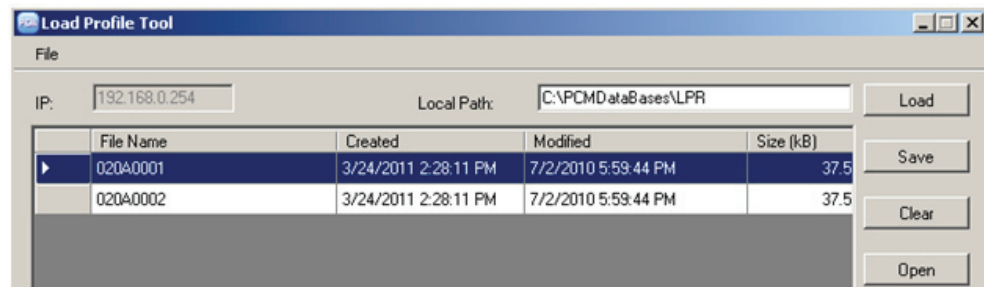 Load Profile Tool
File
IP: 192.168.0.254 Local Path: C:\PCMDataBases\LPR Load
File Name Created Modified Size (kB)
020A0001 3/24/2011 2:28:11 PM 7/2/2010 5:59:44 PM 37.5
Save
020A0002 3/24/2011 2:28:11 PM 7/2/2010 5:59:44 PM 37.5
Clear
Open